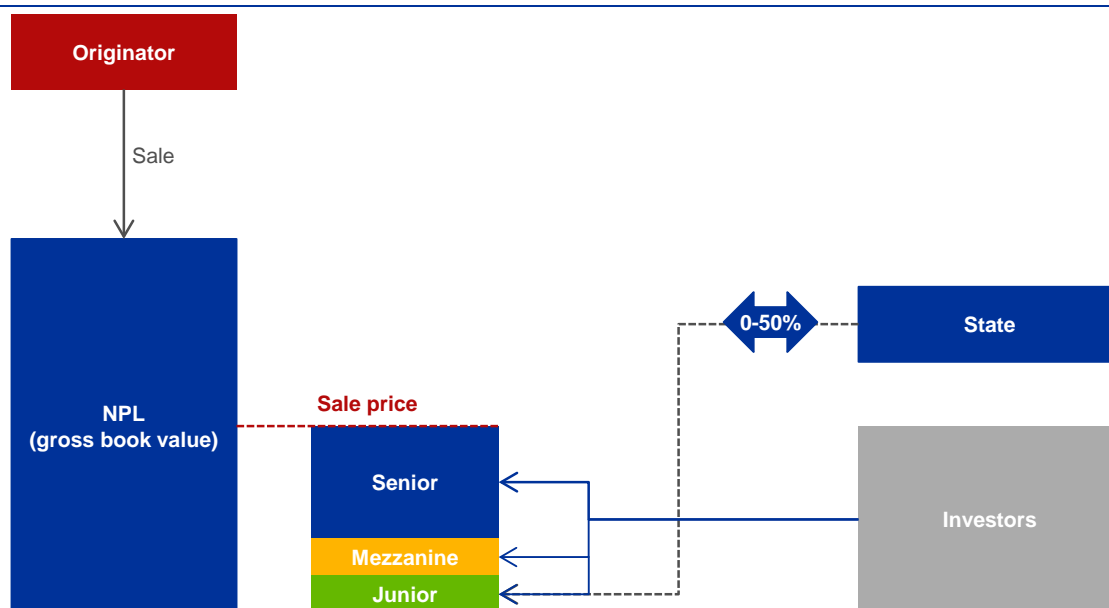 Originator
Sale
0-50%
State
Sale price
NPL
(gross book value)
Senior
Investors
Mezzanine
Junior